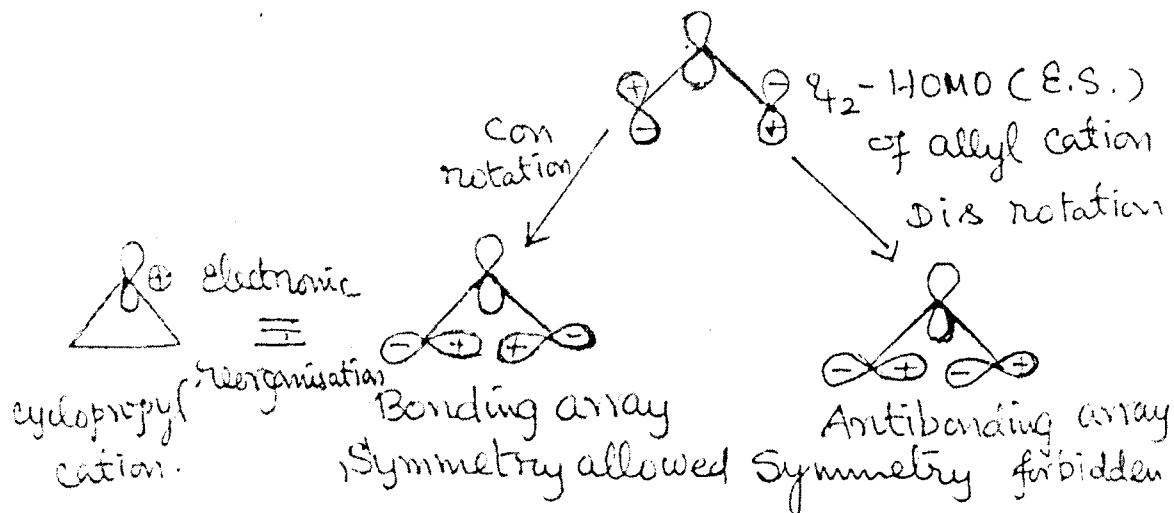 ψ2-HOMO (E.S.)
of allyl cation
Con
rotation
Dis rotation
+ -
- +
⊕ electronic
≡
reorganisation
cyclopropyl
cation.
- + + -
- + - +
Bonding array
Symmetry allowed
Antibonding array
Symmetry forbidden